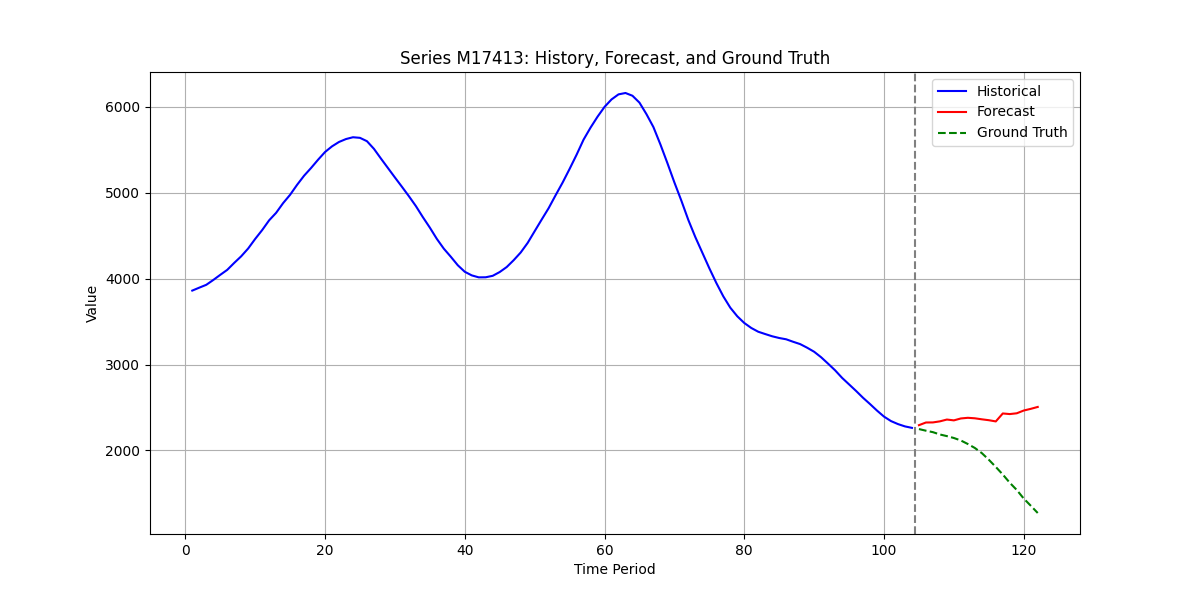 Series M17413: History, Forecast, and Ground Truth
Historical
Forecast
Ground Truth
Value
6000
5000
4000
3000
2000
0 20 40 60 80 100 120
Time Period